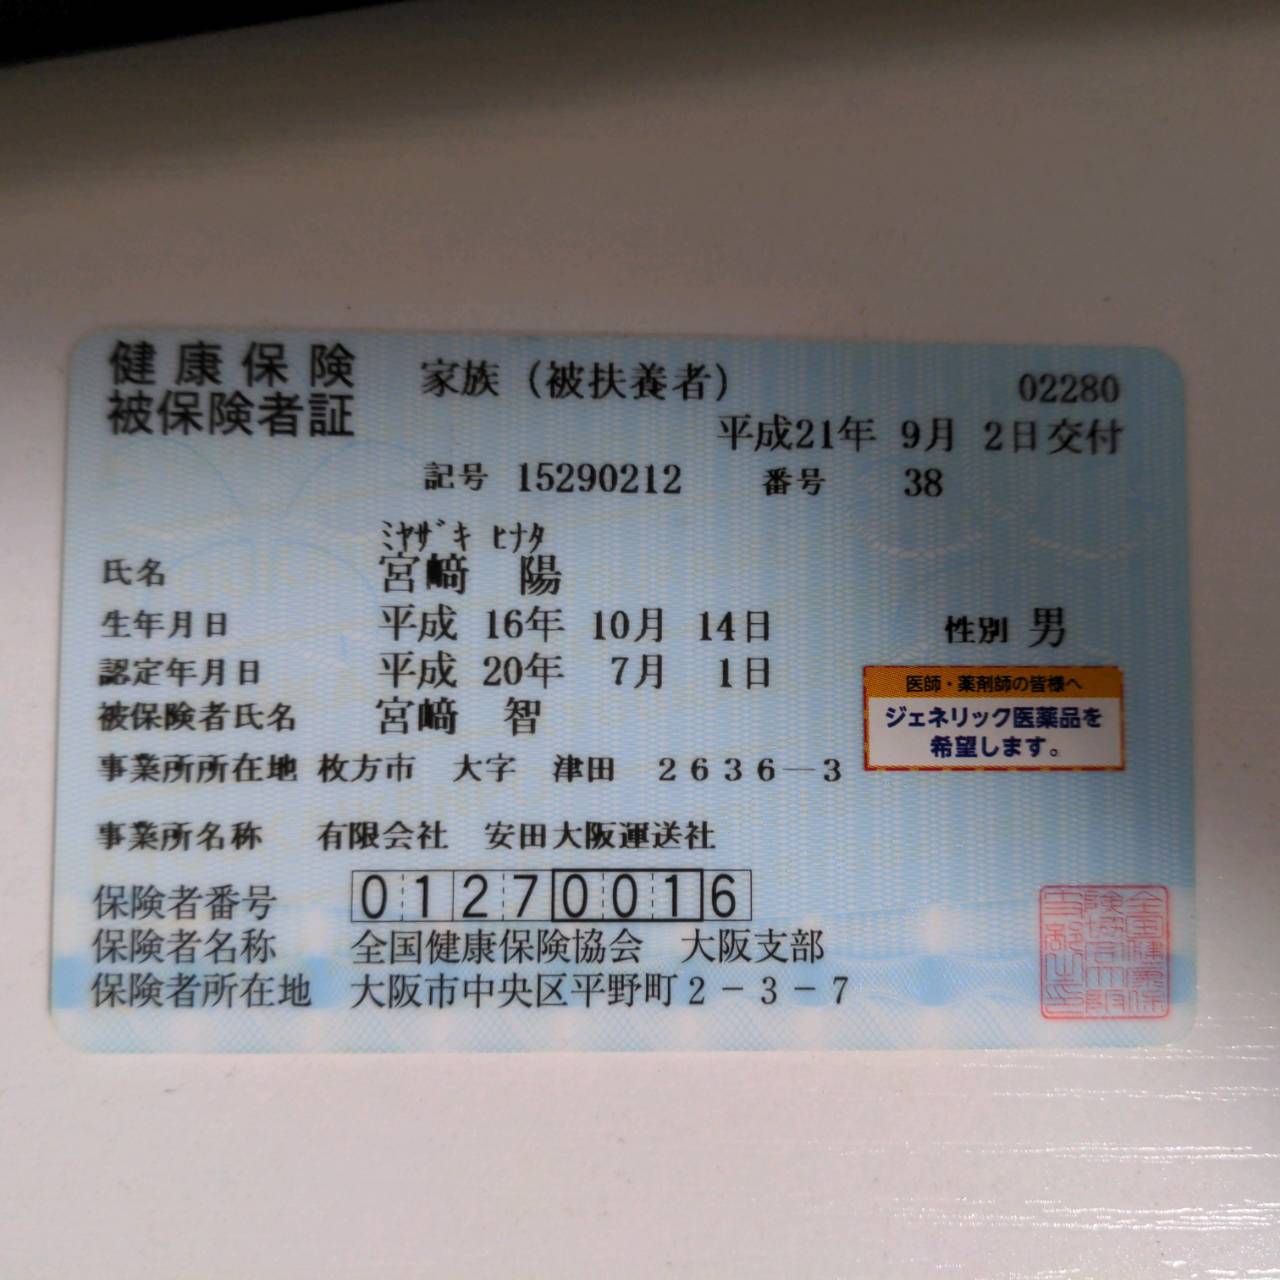 健康保険 家族（被扶養者） 02280
被保険者証 平成21年 9月 2日交付
記号 15290212 番号 38
ﾐﾔｻﾞｷ ﾋﾅﾀ
氏名 宮﨑 陽
生年月日 平成 16年 10月 14日 性別 男
認定年月日 平成 20年 7月 1日
被保険者氏名 宮﨑 智
医師・薬剤師の皆様へ
ジェネリック医薬品を
希望します。
事業所所在地 枚方市 大字 津田 2636－3
事業所名称 有限会社 安田大阪運送社
保険者番号 01270016
保険者名称 全国健康保険協会 大阪支部
保険者所在地 大阪市中央区平野町2－3－7